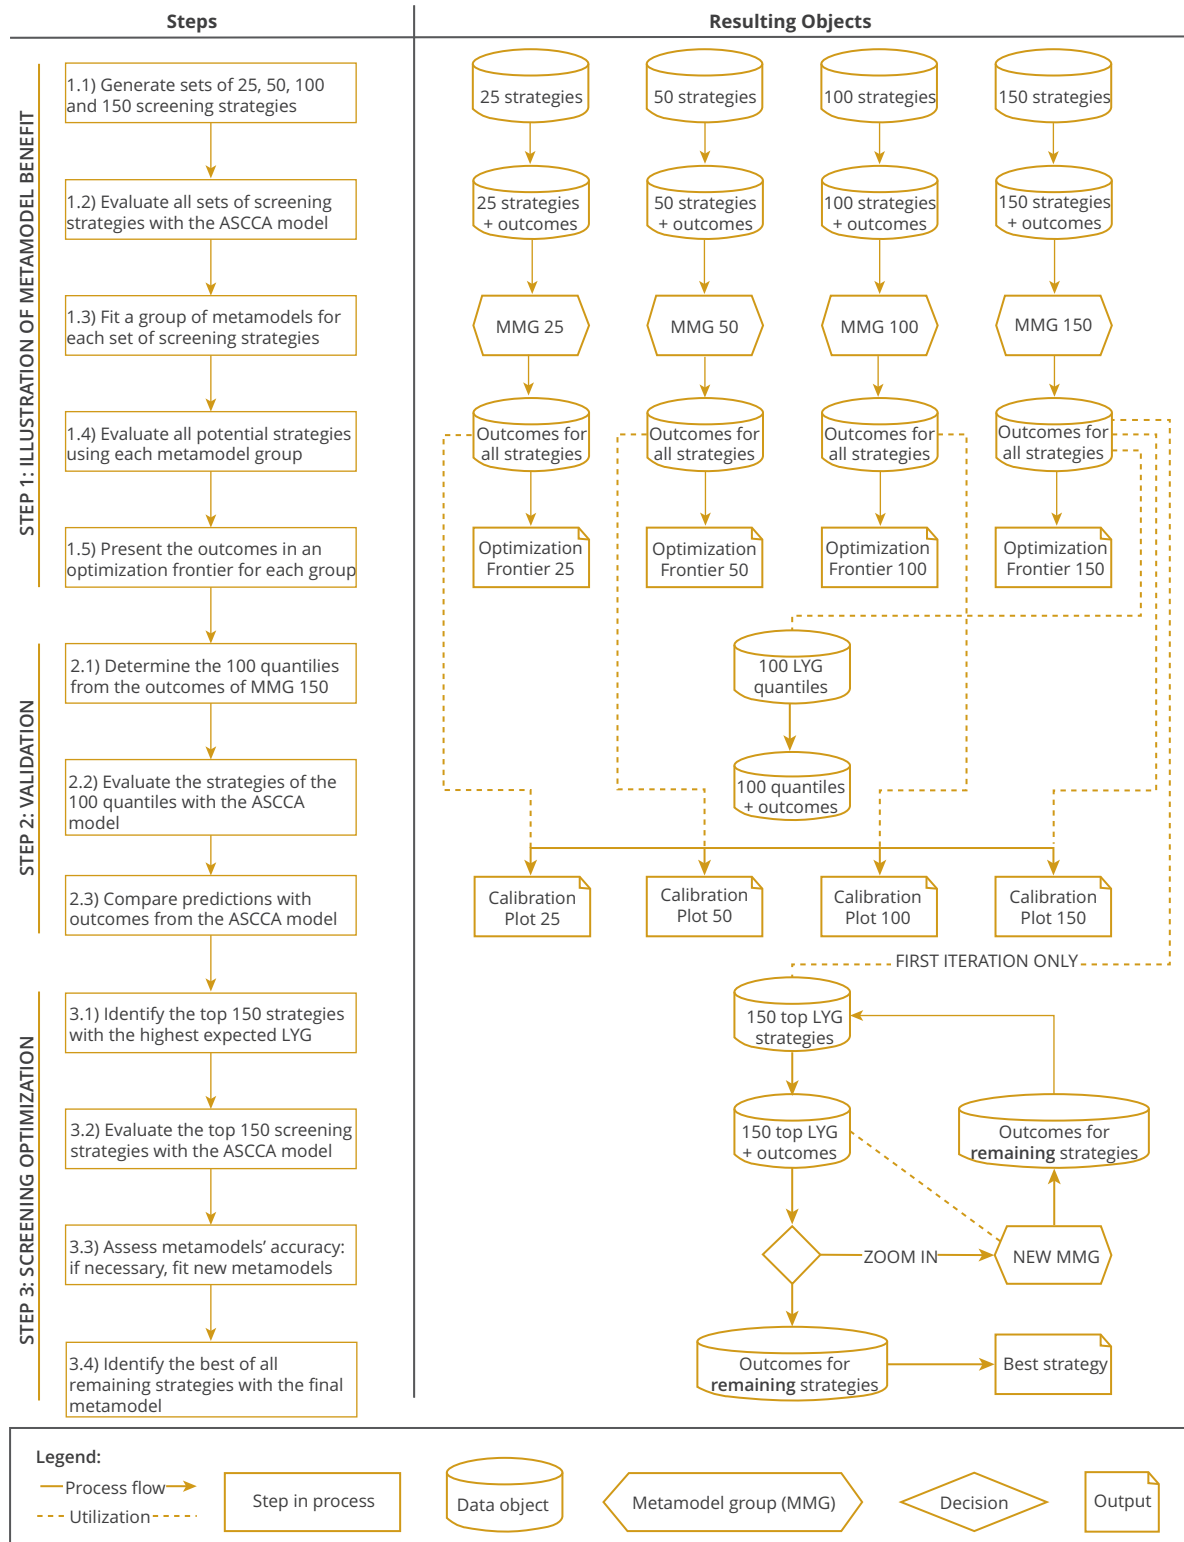 Steps
Resulting Objects
STEP 1: ILLUSTRATION OF METAMODEL BENEFIT
1.1) Generate sets of 25, 50, 100
and 150 screening strategies
25 strategies
50 strategies
100 strategies
150 strategies
1.2) Evaluate all sets of screening
strategies with the ASCCA model
25 strategies
+ outcomes
50 strategies
+ outcomes
100 strategies
+ outcomes
150 strategies
+ outcomes
1.3) Fit a group of metamodels for
each set of screening strategies
MMG 25
MMG 50
MMG 100
MMG 150
1.4) Evaluate all potential strategies
using each metamodel group
Outcomes for
all strategies
Outcomes for
all strategies
Outcomes for
all strategies
Outcomes for
all strategies
1.5) Present the outcomes in an
optimization frontier for each group
Optimization
Frontier 25
Optimization
Frontier 50
Optimization
Frontier 100
Optimization
Frontier 150
STEP 2: VALIDATION
2.1) Determine the 100 quantilies
from the outcomes of MMG 150
100 LYG
quantiles
2.2) Evaluate the strategies of the
100 quantiles with the ASCCA
model
100 quantiles
+ outcomes
2.3) Compare predictions with
outcomes from the ASCCA model
Calibration
Plot 25
Calibration
Plot 50
Calibration
Plot 100
Calibration
Plot 150
FIRST ITERATION ONLY
STEP 3: SCREENING OPTIMIZATION
3.1) Identify the top 150 strategies
with the highest expected LYG
150 top LYG
strategies
3.2) Evaluate the top 150 screening
strategies with the ASCCA model
150 top LYG
+ outcomes
Outcomes for
remaining strategies
3.3) Assess metamodels' accuracy:
if necessary, fit new metamodels
ZOOM IN
NEW MMG
3.4) Identify the best of all
remaining strategies with the final
metamodel
Outcomes for
remaining strategies
Best strategy
Legend:
Process flow
Utilization
Step in process
Data object
Metamodel group (MMG)
Decision
Output